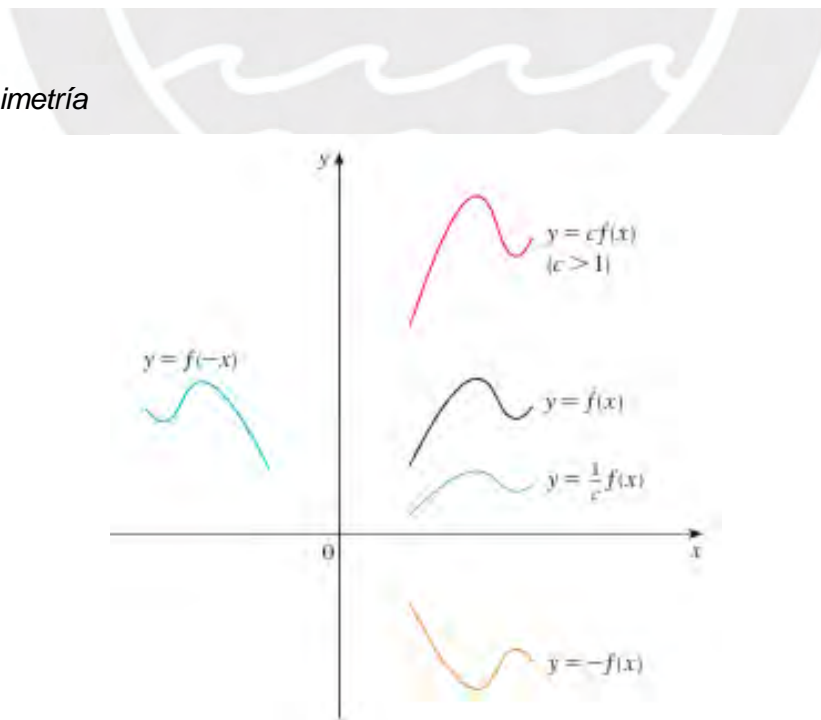 imetría
y
y = cf(x)
(c > 1)
y = f(−x)
y = f(x)
y = 1/c f(x)
0
x
y = −f(x)